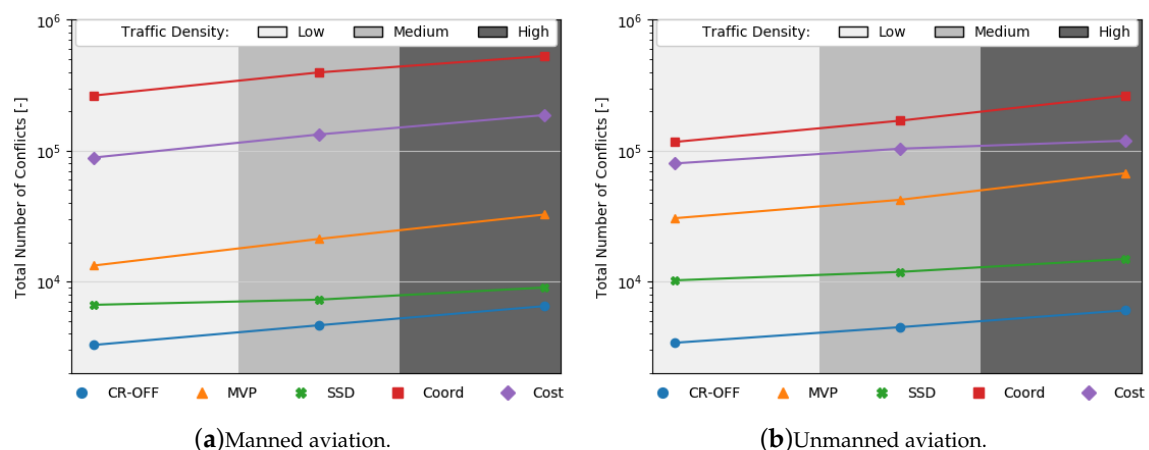 Traffic Density: Low Medium High
Total Number of Conflicts [-]
10^6
10^5
10^4
CR-OFF MVP SSD Coord Cost
(a)Manned aviation.
Traffic Density: Low Medium High
Total Number of Conflicts [-]
10^6
10^5
10^4
CR-OFF MVP SSD Coord Cost
(b)Unmanned aviation.